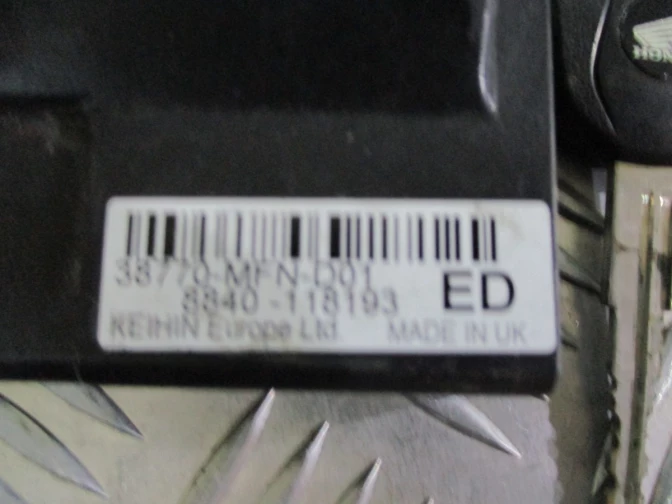 38770-MFN-D01
8840 -118193
ED
KEIHIN Europe Ltd. MADE IN UK